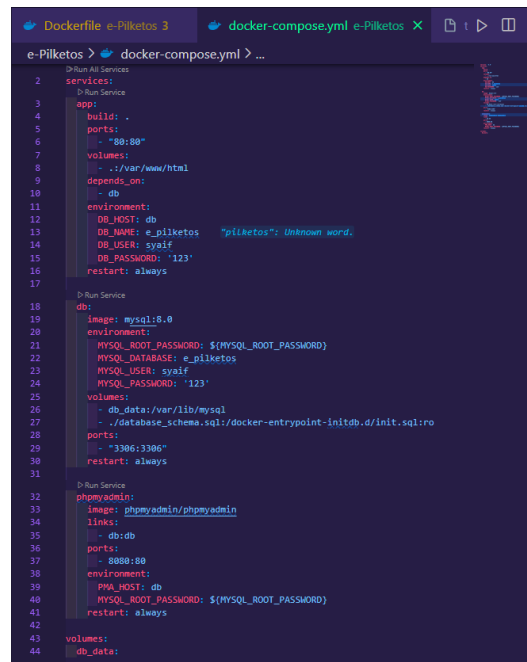 Dockerfile e-Pilketos 3 docker-compose.yml e-Pilketos X t
e-Pilketos > docker-compose.yml > ...
Run All Services
2 services:
Run Service
3 app:
4 build: .
5 ports:
6 - "80:80"
7 volumes:
8 - .:/var/www/html
9 depends_on:
10 - db
11 environment:
12 DB_HOST: db
13 DB_NAME: e_pilketos "pilketos": Unknown word.
14 DB_USER: syaif
15 DB_PASSWORD: '123'
16 restart: always
17
Run Service
18 db:
19 image: mysql:8.0
20 environment:
21 MYSQL_ROOT_PASSWORD: ${MYSQL_ROOT_PASSWORD}
22 MYSQL_DATABASE: e_pilketos
23 MYSQL_USER: syaif
24 MYSQL_PASSWORD: '123'
25 volumes:
26 - db_data:/var/lib/mysql
27 - ./database_schema.sql:/docker-entrypoint-initdb.d/init.sql:ro
28 ports:
29 - "3306:3306"
30 restart: always
31
Run Service
32 phpmyadmin:
33 image: phpmyadmin/phpmyadmin
34 links:
35 - db:db
36 ports:
37 - 8080:80
38 environment:
39 PMA_HOST: db
40 MYSQL_ROOT_PASSWORD: ${MYSQL_ROOT_PASSWORD}
41 restart: always
42
43 volumes:
44 db_data: